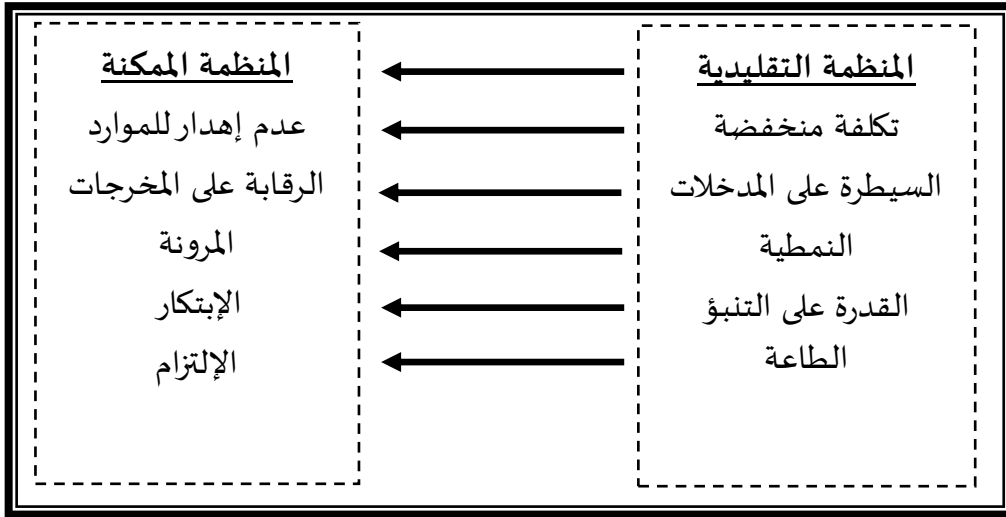 المنظمة التقليدية
المنظمة الممكنة
تكلفة منخفضة
عدم إهدار للموارد
السيطرة على المدخلات
الرقابة على المخرجات
النمطية
المرونة
القدرة على التنبؤ
الإبتكار
الطاعة
الإلتزام